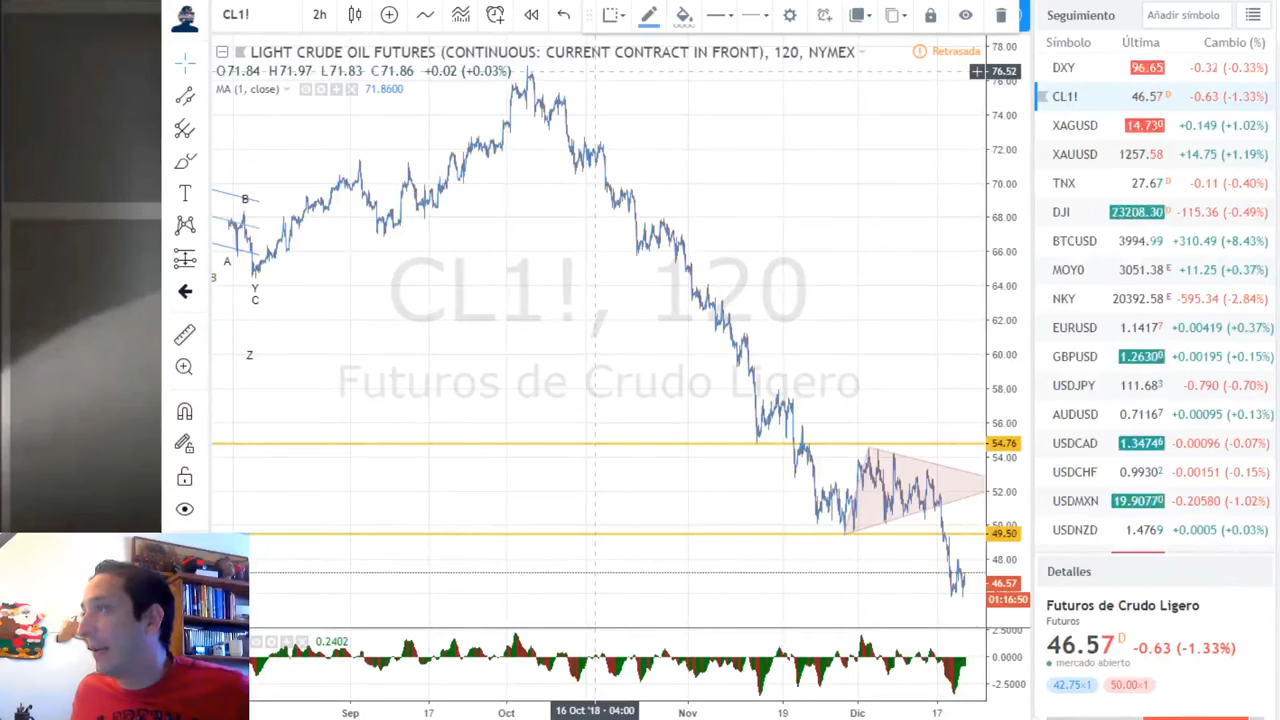 CL1! 2h
LIGHT CRUDE OIL FUTURES (CONTINUOUS: CURRENT CONTRACT IN FRONT), 120, NYMEX
Retrasada
O71.84 H71.97 L71.83 C71.86 +0.02 (+0.03%)
MA (1, close) 71.8600
CL1!, 120
Futuros de Crudo Ligero
B
A
Y
C
Z
78.00
76.52
76.00
74.00
72.00
70.00
68.00
66.00
64.00
62.00
60.00
58.00
56.00
54.76
54.00
52.00
50.00
49.50
48.00
46.57
01:16:50
0.2402
2.5000
0.0000
-2.5000
Sep 17 Oct 16 Oct '18 - 04:00 Nov 19 Dic 17
Seguimiento Añadir símbolo
Símbolo Última Cambio (%)
DXY 96.65 -0.32 (-0.33%)
CL1! 46.57 D -0.63 (-1.33%)
XAGUSD 14.730 +0.149 (+1.02%)
XAUUSD 1257.58 +14.75 (+1.19%)
TNX 27.67 D -0.11 (-0.40%)
DJI 23208.30 D -115.36 (-0.49%)
BTCUSD 3994.99 +310.49 (+8.43%)
MOY0 3051.38 E +11.25 (+0.37%)
NKY 20392.58 E -595.34 (-2.84%)
EURUSD 1.14177 +0.00419 (+0.37%)
GBPUSD 1.26300 +0.00195 (+0.15%)
USDJPY 111.683 -0.790 (-0.70%)
AUDUSD 0.71167 +0.00095 (+0.13%)
USDCAD 1.34746 -0.00096 (-0.07%)
USDCHF 0.99302 -0.00151 (-0.15%)
USDMXN 19.90770 -0.20580 (-1.02%)
USDNZD 1.4769 +0.0005 (+0.03%)
Detalles
Futuros de Crudo Ligero
Futuros
46.57 D -0.63 (-1.33%)
mercado abierto
42.75×1 50.00×1